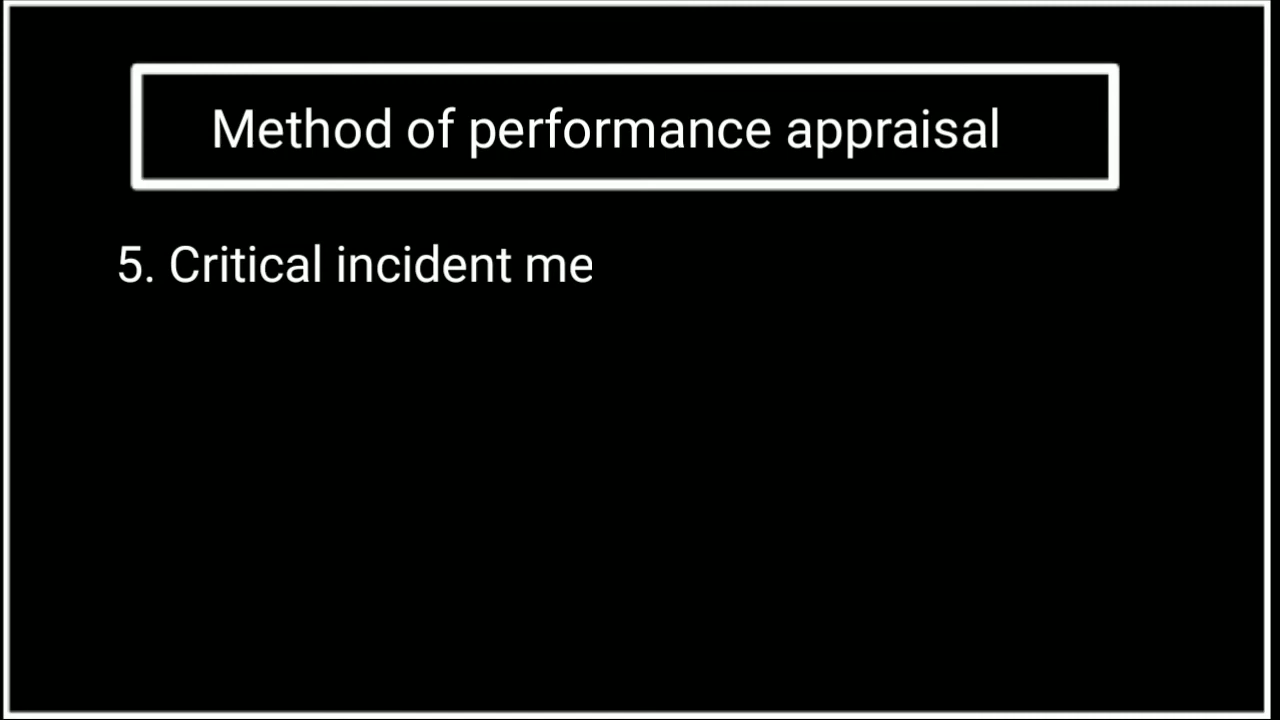 Method of performance appraisal
5. Critical incident me